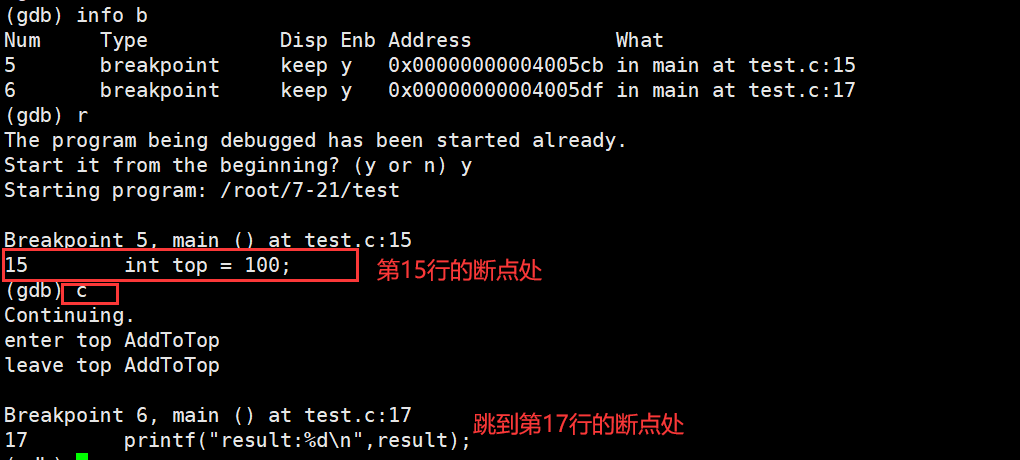 (gdb) info b
Num     Type           Disp Enb Address            What
5       breakpoint     keep y   0x00000000004005cb in main at test.c:15
6       breakpoint     keep y   0x00000000004005df in main at test.c:17
(gdb) r
The program being debugged has been started already.
Start it from the beginning? (y or n) y
Starting program: /root/7-21/test
Breakpoint 5, main () at test.c:15
15        int top = 100; 第15行的断点处
(gdb) c
Continuing.
enter top AddToTop
leave top AddToTop
Breakpoint 6, main () at test.c:17
跳到第17行的断点处
17        printf("result:%d\n",result);
(gdb)